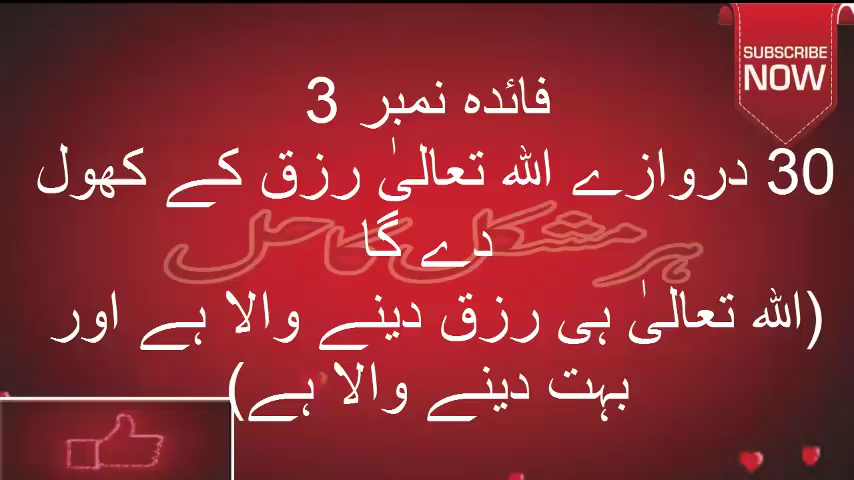 SUBSCRIBE
NOW
فائدہ نمبر 3
30 دروازے اللہ تعالیٰ رزق کے کھول
دے گا
ہر مشکل کا حل
(اللہ تعالیٰ ہی رزق دینے والا ہے اور
بہت دینے والا ہے)